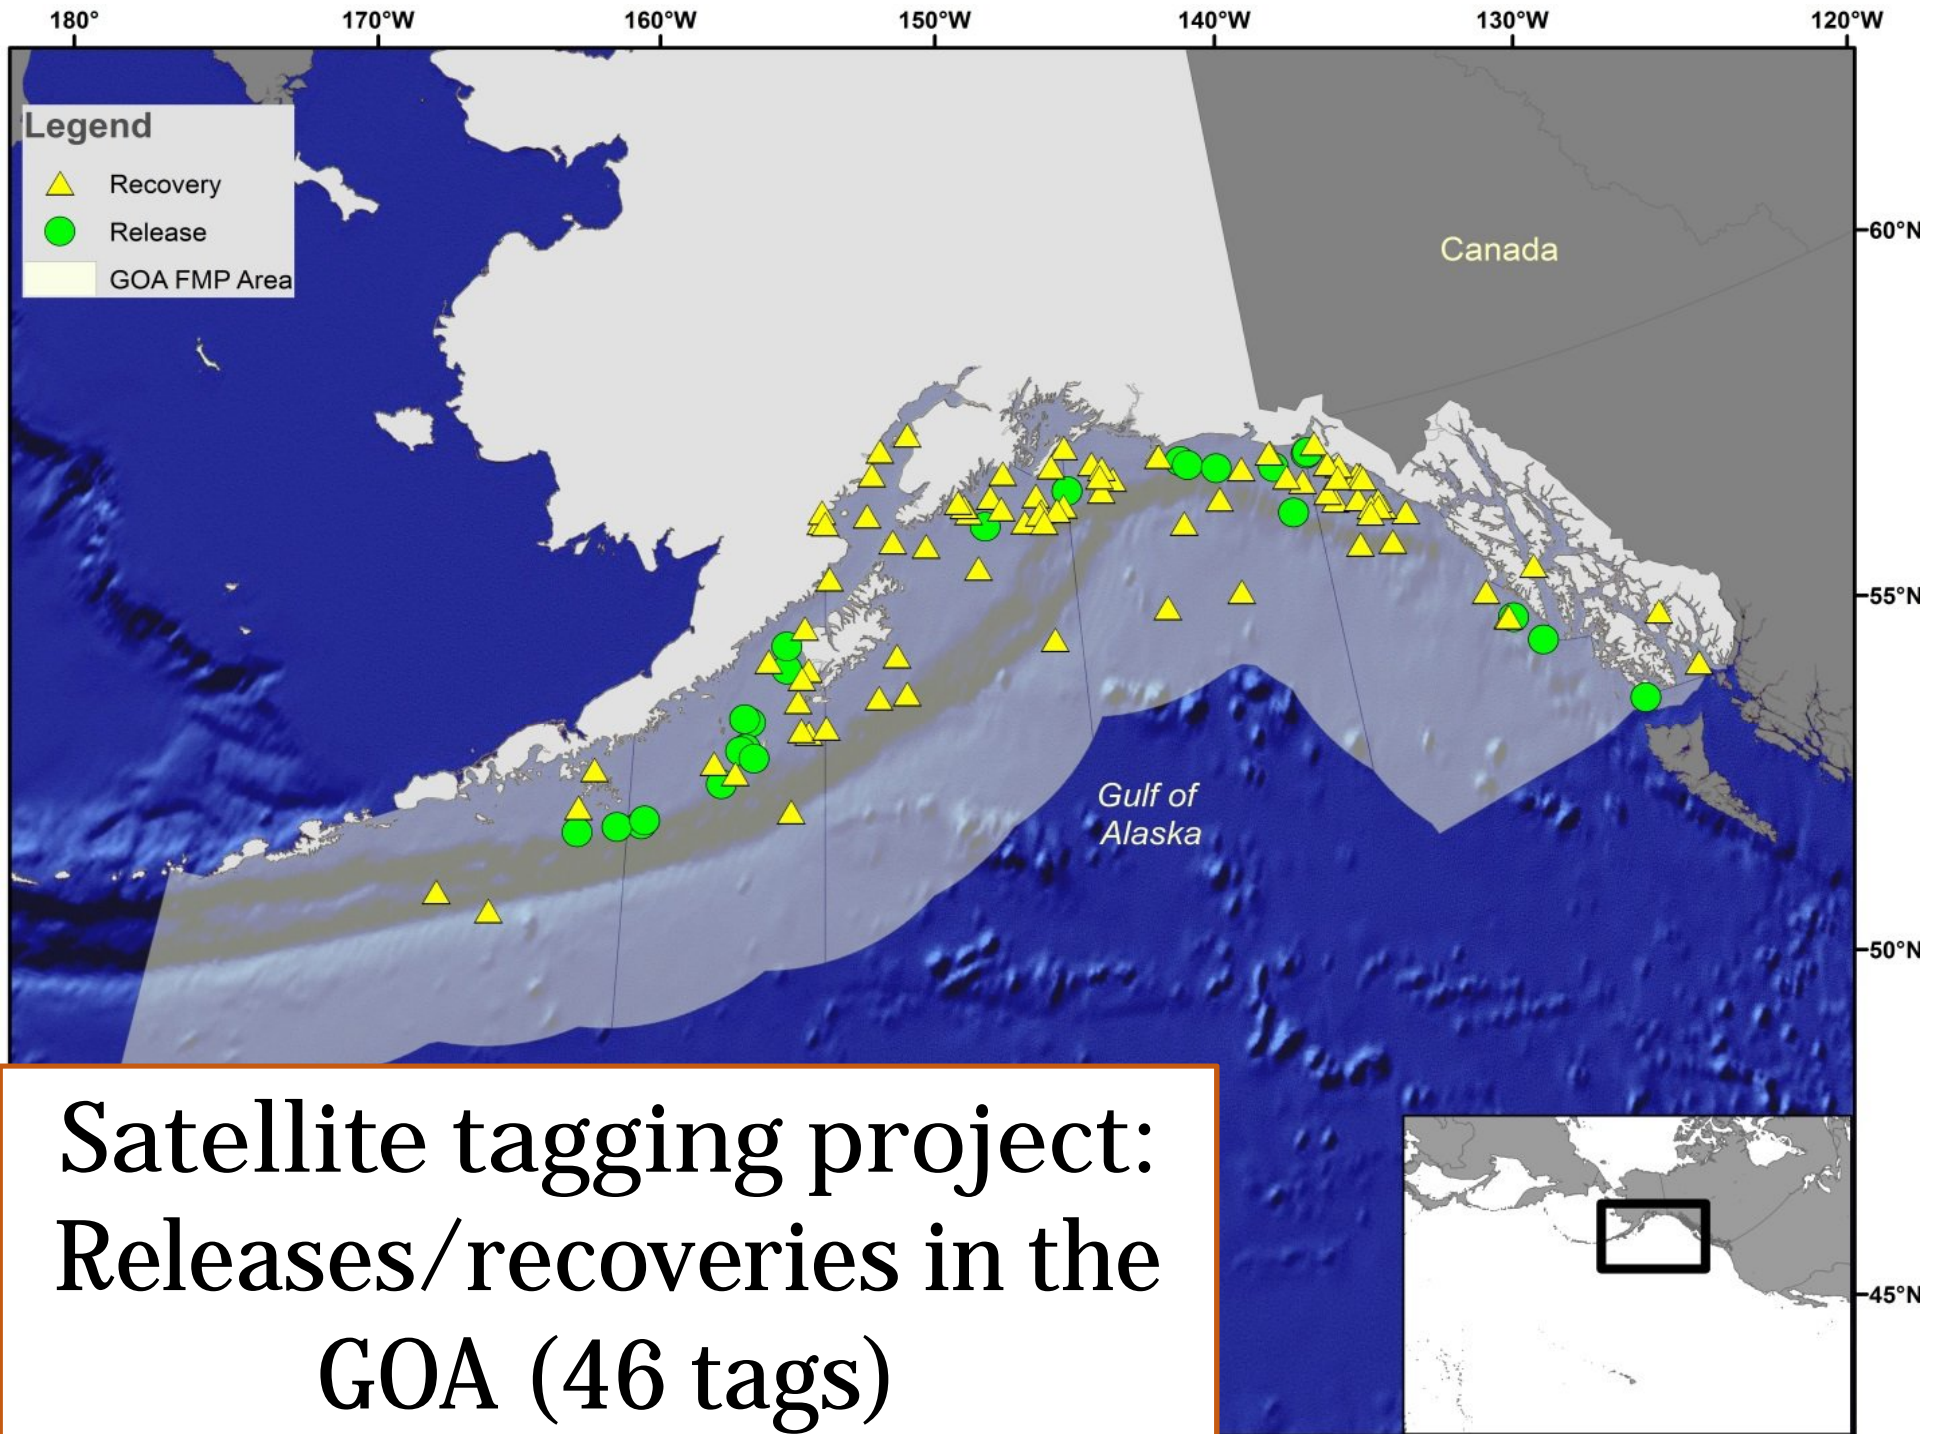 180°
170°W
160°W
150°W
140°W
130°W
120°W
Legend
Recovery
Release
GOA FMP Area
Canada
60°N
55°N
Gulf of
Alaska
50°N
45°N
Satellite tagging project:
Releases/recoveries in the
GOA (46 tags)